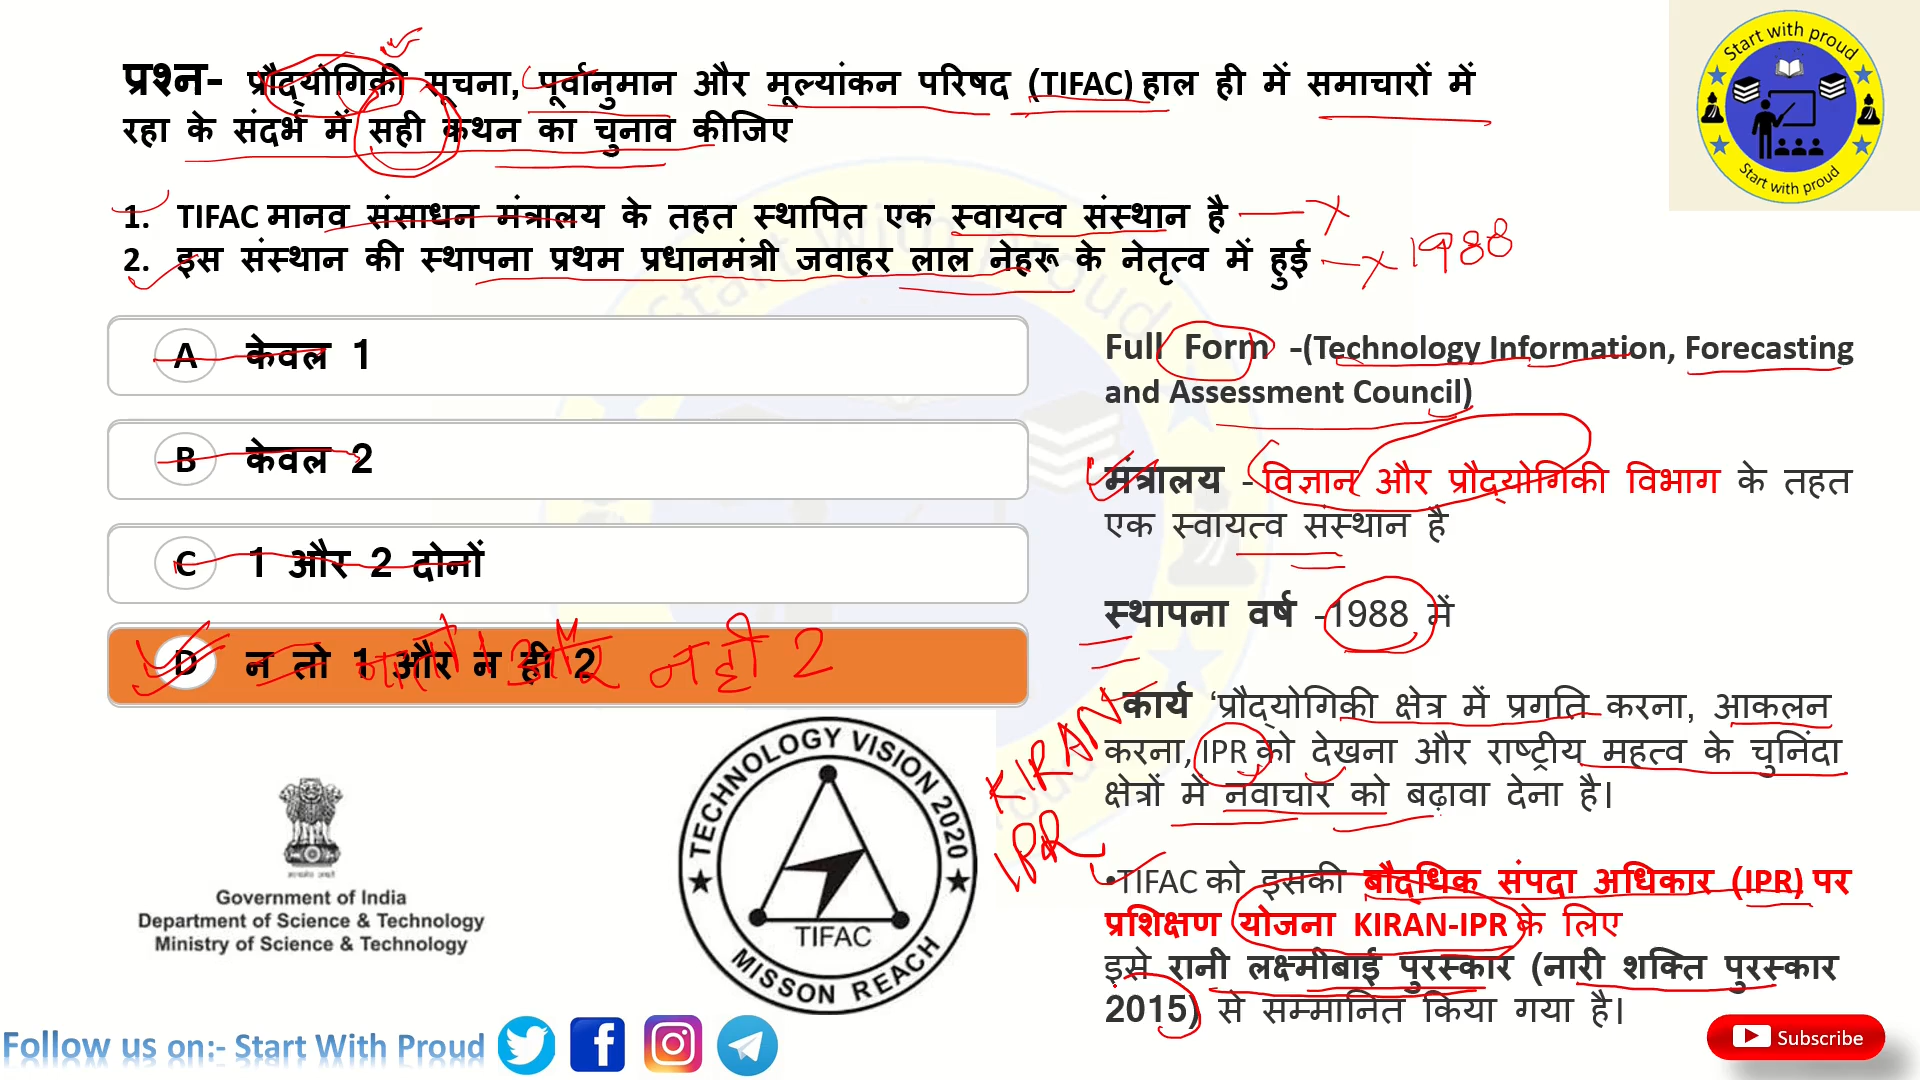 प्रश्न- प्रौद्योगिकी सूचना, पूर्वानुमान और मूल्यांकन परिषद (TIFAC) हाल ही में समाचारों में
रहा के संदर्भ में सही कथन का चुनाव कीजिए
1. TIFAC मानव संसाधन मंत्रालय के तहत स्थापित एक स्वायत्व संस्थान है
2. इस संस्थान की स्थापना प्रथम प्रधानमंत्री जवाहर लाल नेहरू के नेतृत्व में हुई
1988
A केवल 1
B केवल 2
C 1 और 2 दोनों
D न तो 1 और न ही 2
और नही 2
Full Form -(Technology Information, Forecasting
and Assessment Council)
मंत्रालय - विज्ञान और प्रौद्योगिकी विभाग के तहत
एक स्वायत्व संस्थान है
स्थापना वर्ष -1988 में
कार्य ‘प्रौद्योगिकी क्षेत्र में प्रगति करना, आकलन
करना, IPR को देखना और राष्ट्रीय महत्व के चुनिंदा
क्षेत्रों में नवाचार को बढ़ावा देना है।
KIRAN
IPR
•TIFAC को इसकी बौद्धिक संपदा अधिकार (IPR) पर
प्रशिक्षण योजना KIRAN-IPR के लिए
इसे रानी लक्ष्मीबाई पुरस्कार (नारी शक्ति पुरस्कार
2015) से सम्मानित किया गया है।
Government of India
Department of Science & Technology
Ministry of Science & Technology
TECHNOLOGY VISION 2020
TIFAC
MISSON REACH
Start with proud
Start with proud
Follow us on:- Start With Proud
Subscribe